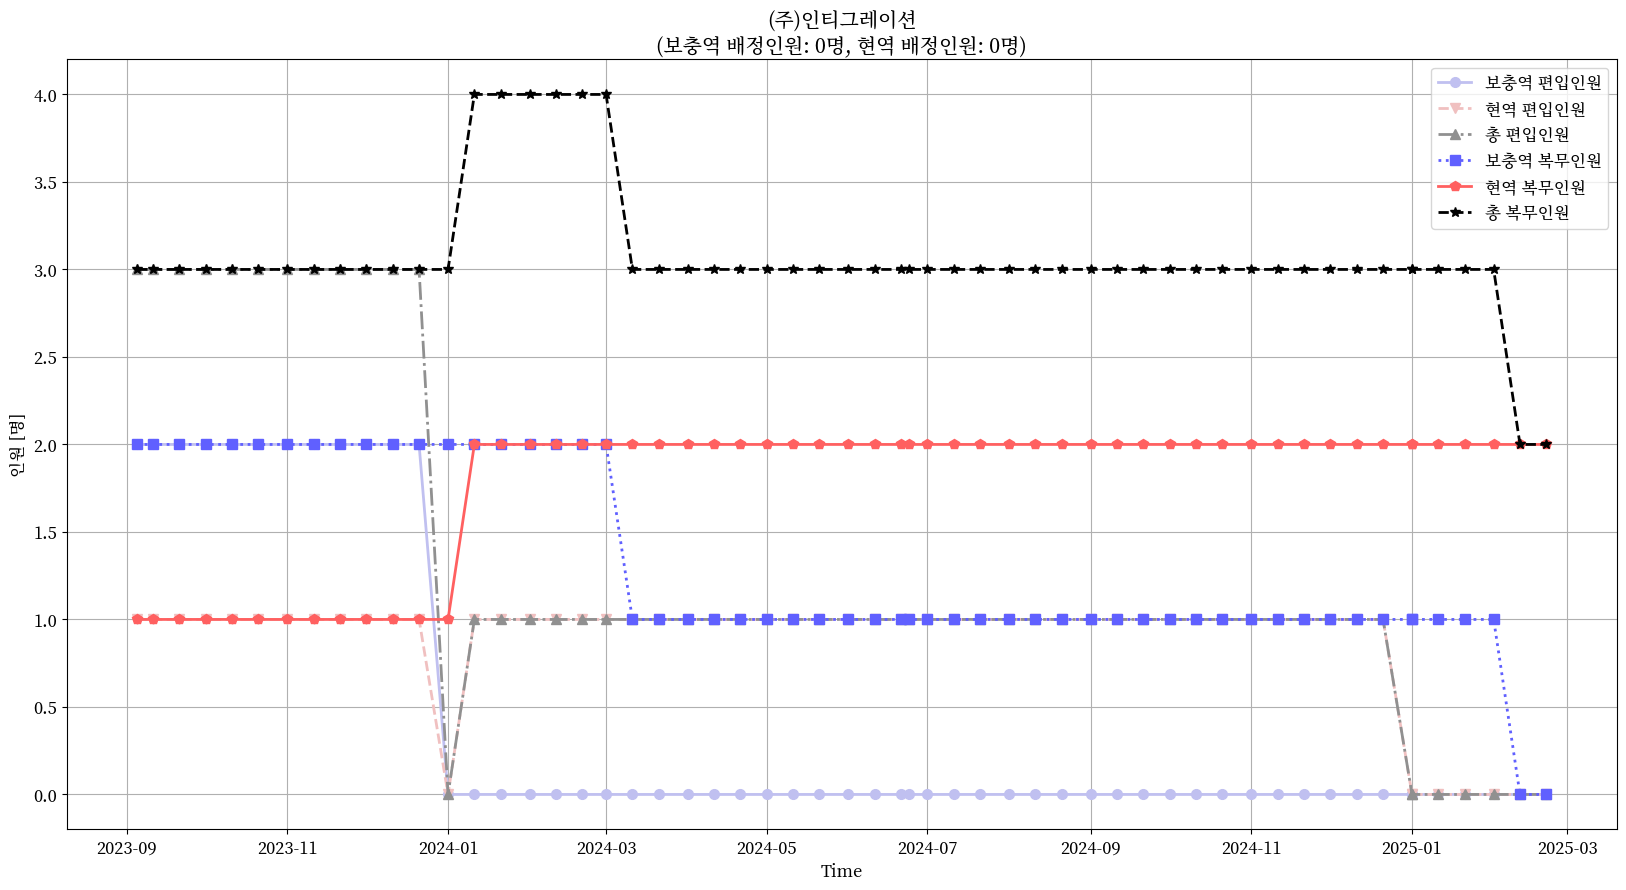 (주)인티그레이션
(보충역 배정인원: 0명, 현역 배정인원: 0명)
보충역 편입인원
현역 편입인원
총 편입인원
보충역 복무인원
현역 복무인원
총 복무인원
인원 [명]
4.0
3.5
3.0
2.5
2.0
1.5
1.0
0.5
0.0
2023-09
2023-11
2024-01
2024-03
2024-05
2024-07
2024-09
2024-11
2025-01
2025-03
Time